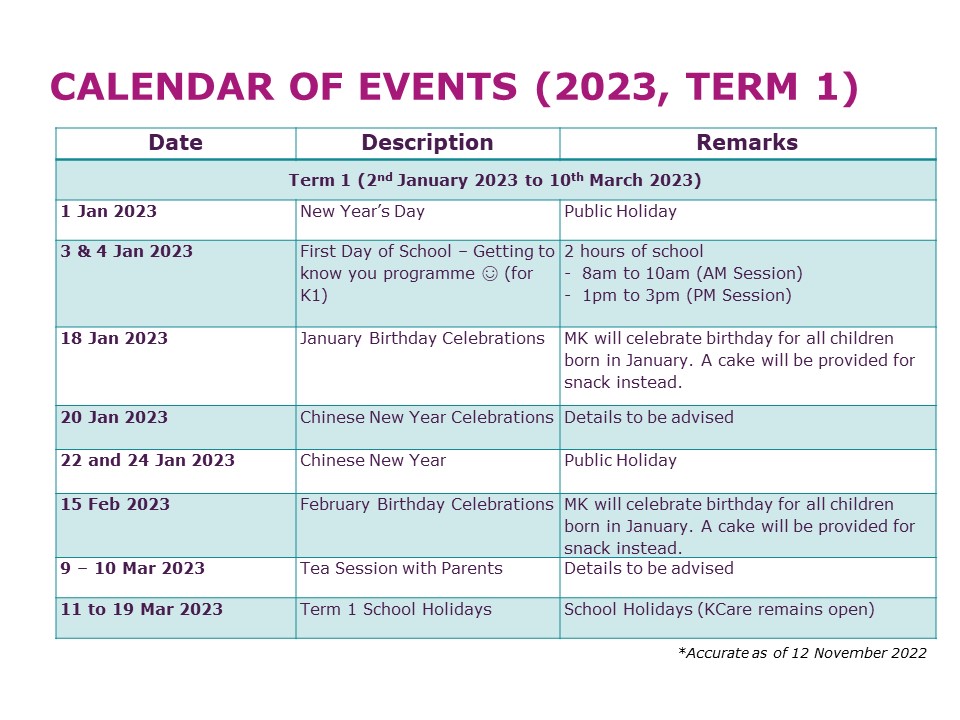 CALENDAR OF EVENTS (2023, TERM 1)
Date Description Remarks
Term 1 (2nd January 2023 to 10th March 2023)
1 Jan 2023 New Year’s Day Public Holiday
3 & 4 Jan 2023 First Day of School – Getting to 2 hours of school
know you programme ☺ (for - 8am to 10am (AM Session)
K1) - 1pm to 3pm (PM Session)
18 Jan 2023 January Birthday Celebrations MK will celebrate birthday for all children
born in January. A cake will be provided for
snack instead.
20 Jan 2023 Chinese New Year Celebrations Details to be advised
22 and 24 Jan 2023 Chinese New Year Public Holiday
15 Feb 2023 February Birthday Celebrations MK will celebrate birthday for all children
born in January. A cake will be provided for
snack instead.
9 – 10 Mar 2023 Tea Session with Parents Details to be advised
11 to 19 Mar 2023 Term 1 School Holidays School Holidays (KCare remains open)
*Accurate as of 12 November 2022